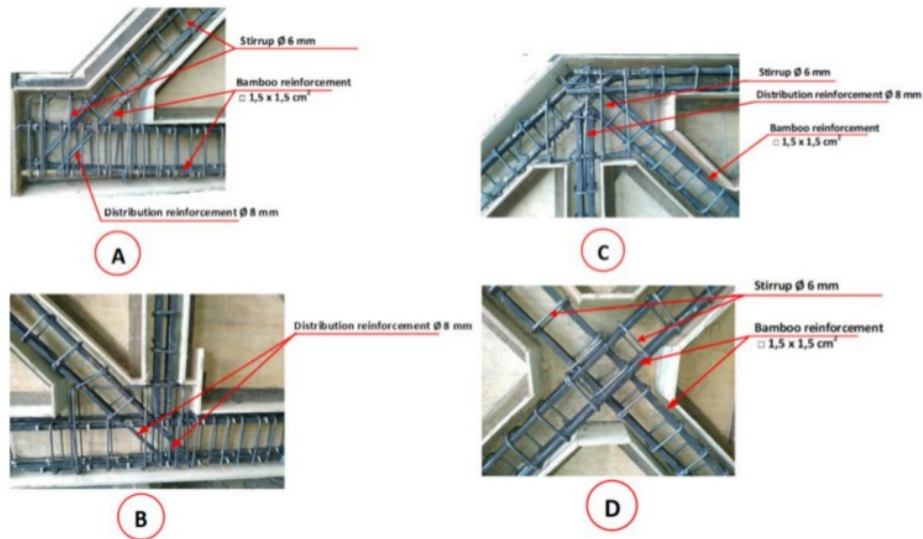 Stirrup Ø 6 mm
Bamboo reinforcement
□ 1,5 x 1,5 cm²
Distribution reinforcement Ø 8 mm
A
Stirrup Ø 6 mm
Distribution reinforcement Ø 8 mm
Bamboo reinforcement
□ 1,5 x 1,5 cm²
C
Distribution reinforcement Ø 8 mm
B
Stirrup Ø 6 mm
Bamboo reinforcement
□ 1,5 x 1,5 cm²
D